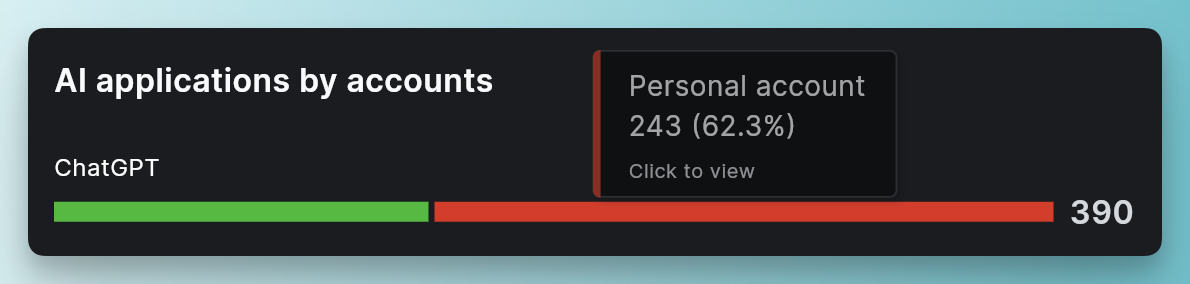 AI applications by accounts
Personal account
243 (62.3%)
Click to view
ChatGPT
390